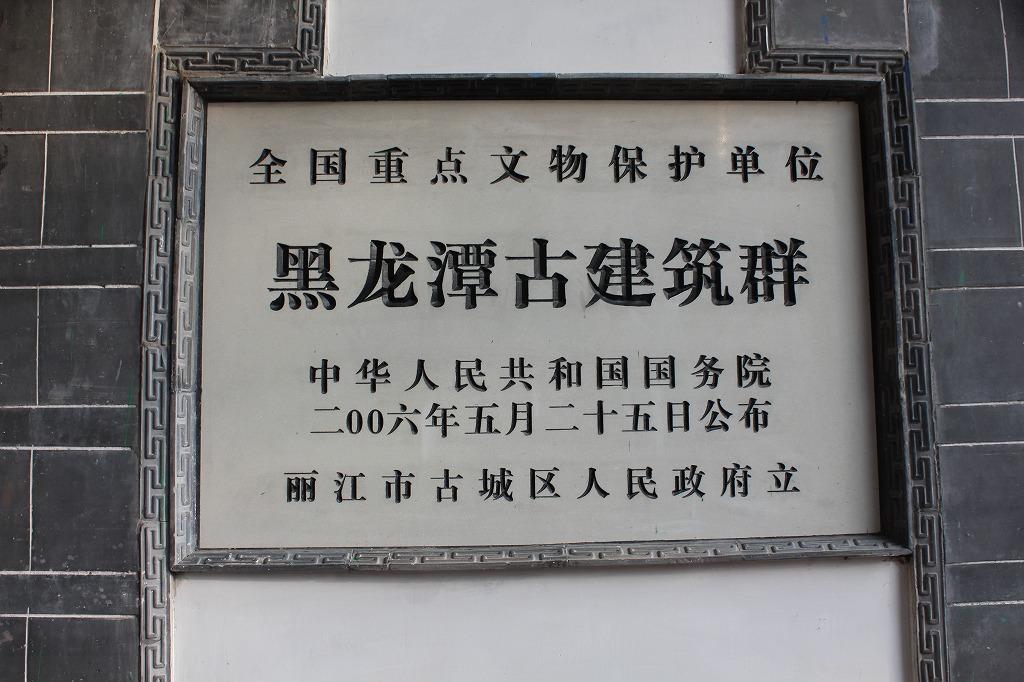 全国重点文物保护单位
黑龙潭古建筑群
中华人民共和国国务院
二00六年五月二十五日公布
丽江市古城区人民政府立